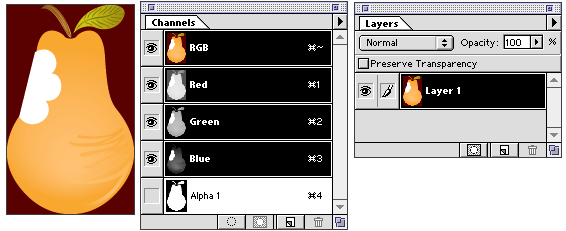 Channels
RGB ⌘~
Red ⌘1
Green ⌘2
Blue ⌘3
Alpha 1 ⌘4
Layers
Normal Opacity: 100 %
Preserve Transparency
Layer 1